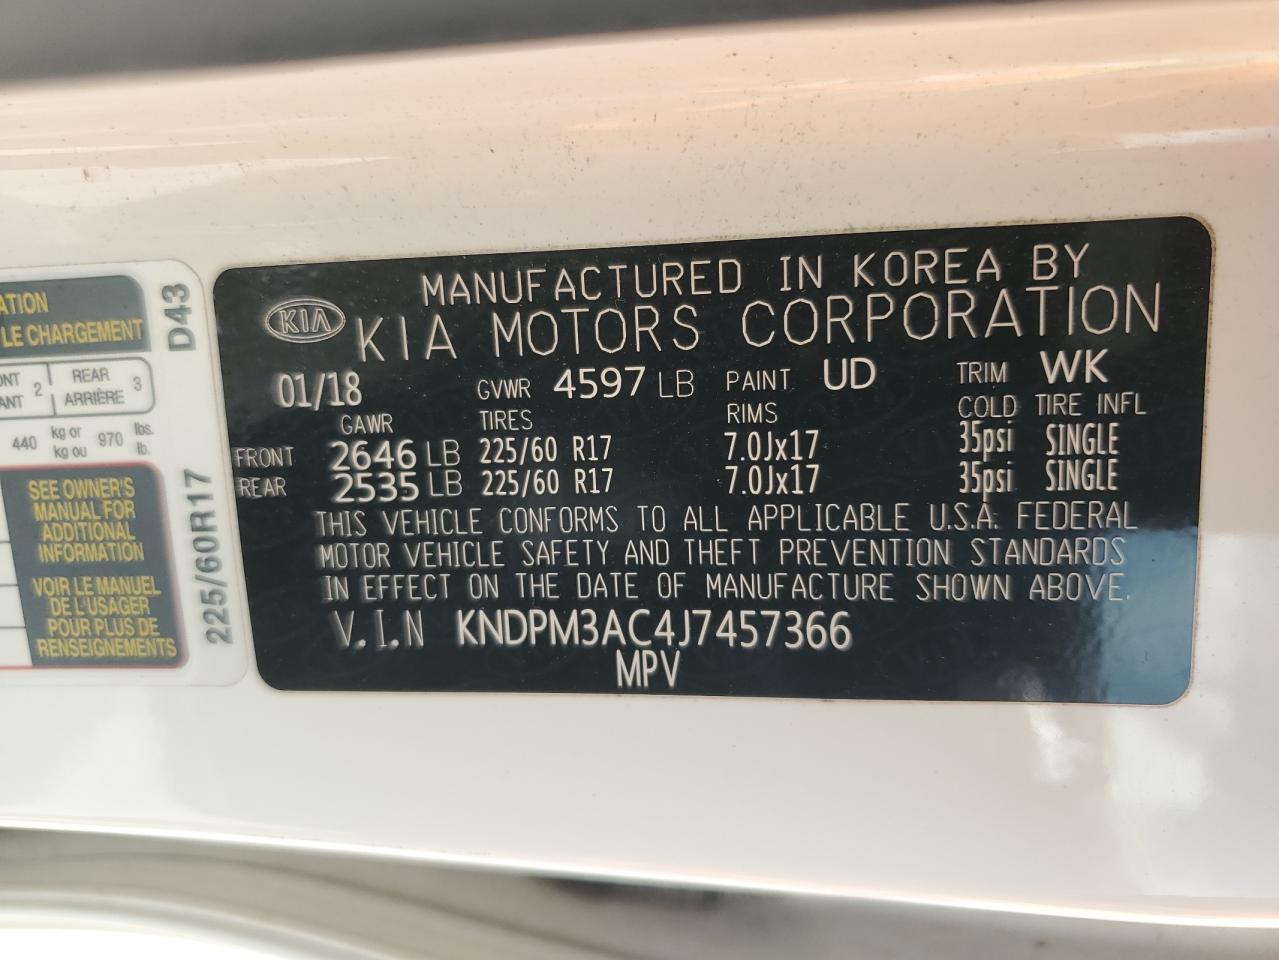 ATION
LE CHARGEMENT
D43
NT 2 REAR 3
ANT ARRIÈRE
440 kg or 970 lbs.
kg ou lb.
SEE OWNER'S
MANUAL FOR
ADDITIONAL
INFORMATION
VOIR LE MANUEL
DE L'USAGER
POUR PLUS DE
RENSEIGNEMENTS
225/60R17
MANUFACTURED IN KOREA BY
KIA KIA MOTORS CORPORATION
01/18 GVWR 4597 LB PAINT UD TRIM WK
GAWR TIRES RIMS COLD TIRE INFL
FRONT 2646 LB 225/60 R17 7.0Jx17 35psi SINGLE
REAR 2535 LB 225/60 R17 7.0Jx17 35psi SINGLE
THIS VEHICLE CONFORMS TO ALL APPLICABLE U.S.A. FEDERAL
MOTOR VEHICLE SAFETY AND THEFT PREVENTION STANDARDS
IN EFFECT ON THE DATE OF MANUFACTURE SHOWN ABOVE.
V.I.N KNDPM3AC4J7457366
MPV